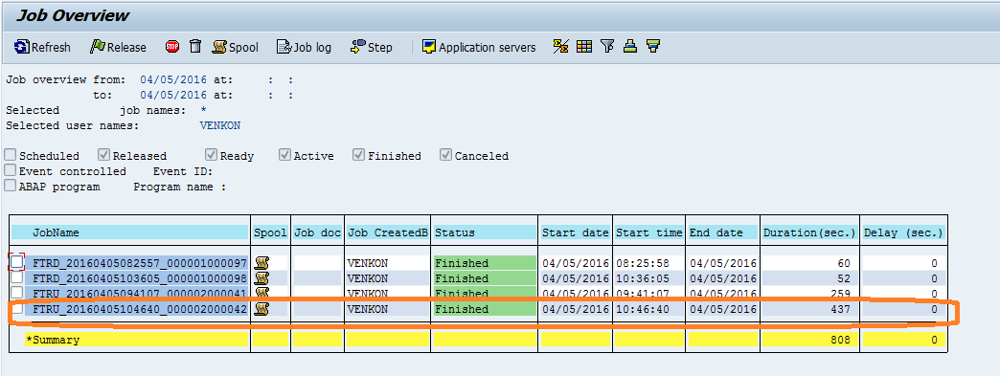 Job Overview
Refresh Release Spool Job log Step Application servers
Job overview from: 04/05/2016 at: : :
to: 04/05/2016 at: : :
Selected job names: *
Selected user names: VENKON
Scheduled Released Ready Active Finished Canceled
Event controlled Event ID:
ABAP program Program name :
JobName Spool Job doc Job CreatedB Status Start date Start time End date Duration(sec.) Delay (sec.)
FTRD_20160405082557_000001000097 VENKON Finished 04/05/2016 08:25:58 04/05/2016 60 0
FTRD_20160405103605_000001000098 VENKON Finished 04/05/2016 10:36:05 04/05/2016 52 0
FTRU_20160405094107_000002000041 VENKON Finished 04/05/2016 09:41:07 04/05/2016 259 0
FTRU_20160405104640_000002000042 VENKON Finished 04/05/2016 10:46:40 04/05/2016 437 0
*Summary 808 0